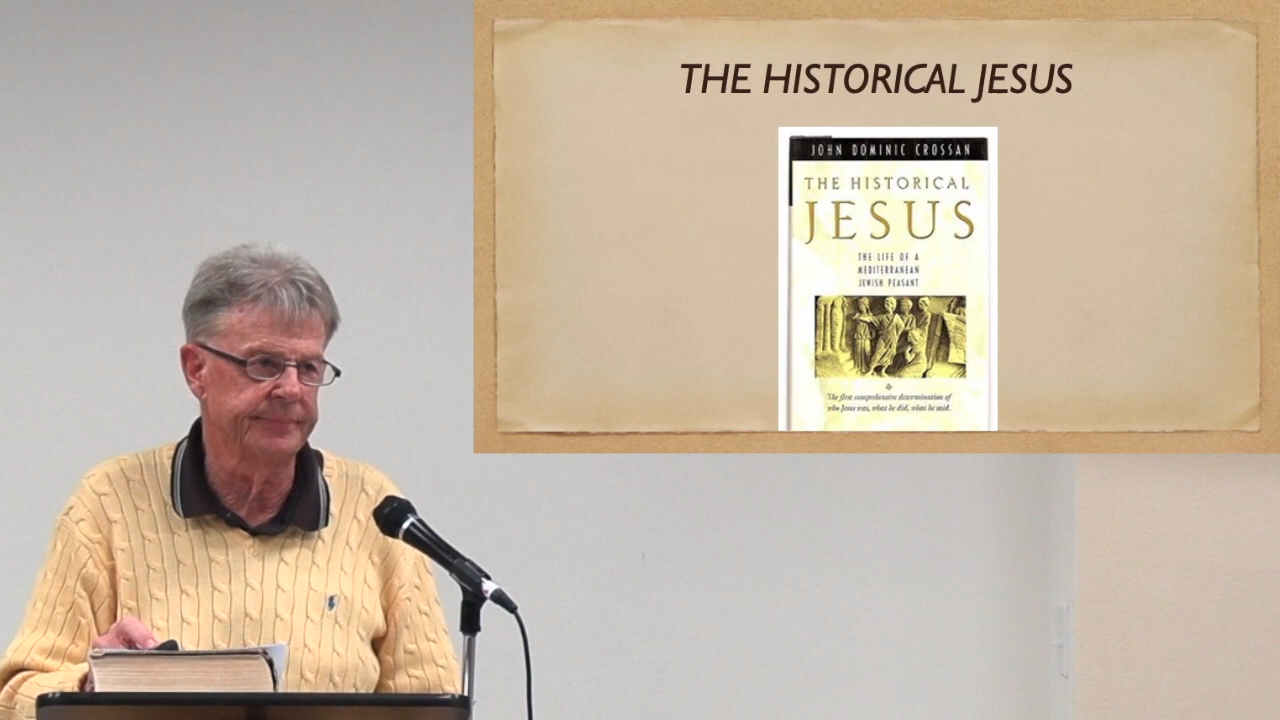 THE HISTORICAL JESUS
JOHN DOMINIC CROSSAN
THE HISTORICAL
JESUS
THE LIFE OF A
MEDITERRANEAN
JEWISH PEASANT
The first comprehensive determination of
who Jesus was, what he did, what he said.